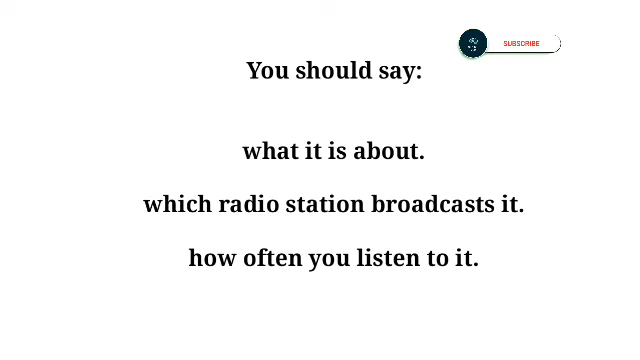 SUBSCRIBE
You should say:
what it is about.
which radio station broadcasts it.
how often you listen to it.